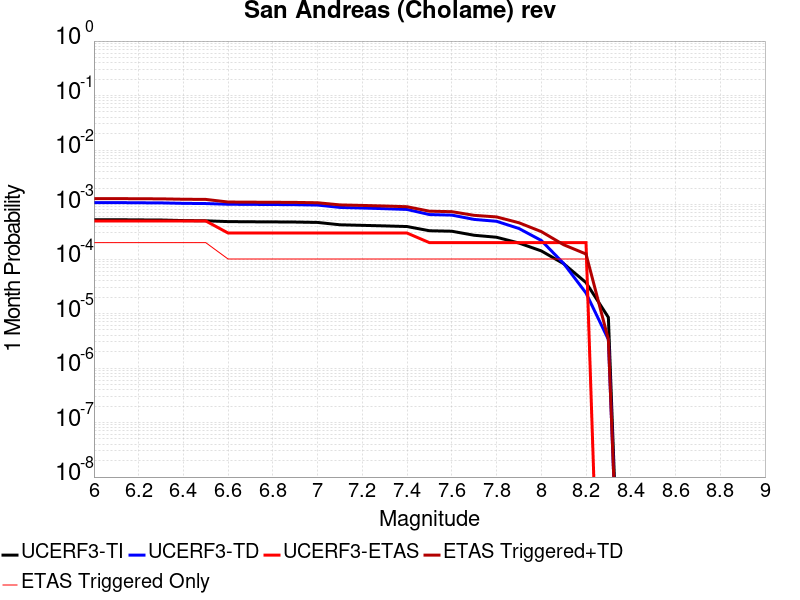 San Andreas (Cholame) rev
10^0
10^-1
10^-2
10^-3
10^-4
10^-5
10^-6
10^-7
10^-8
1 Month Probability
6 6.2 6.4 6.6 6.8 7 7.2 7.4 7.6 7.8 8 8.2 8.4 8.6 8.8 9
Magnitude
UCERF3-TI UCERF3-TD UCERF3-ETAS ETAS Triggered+TD
ETAS Triggered Only